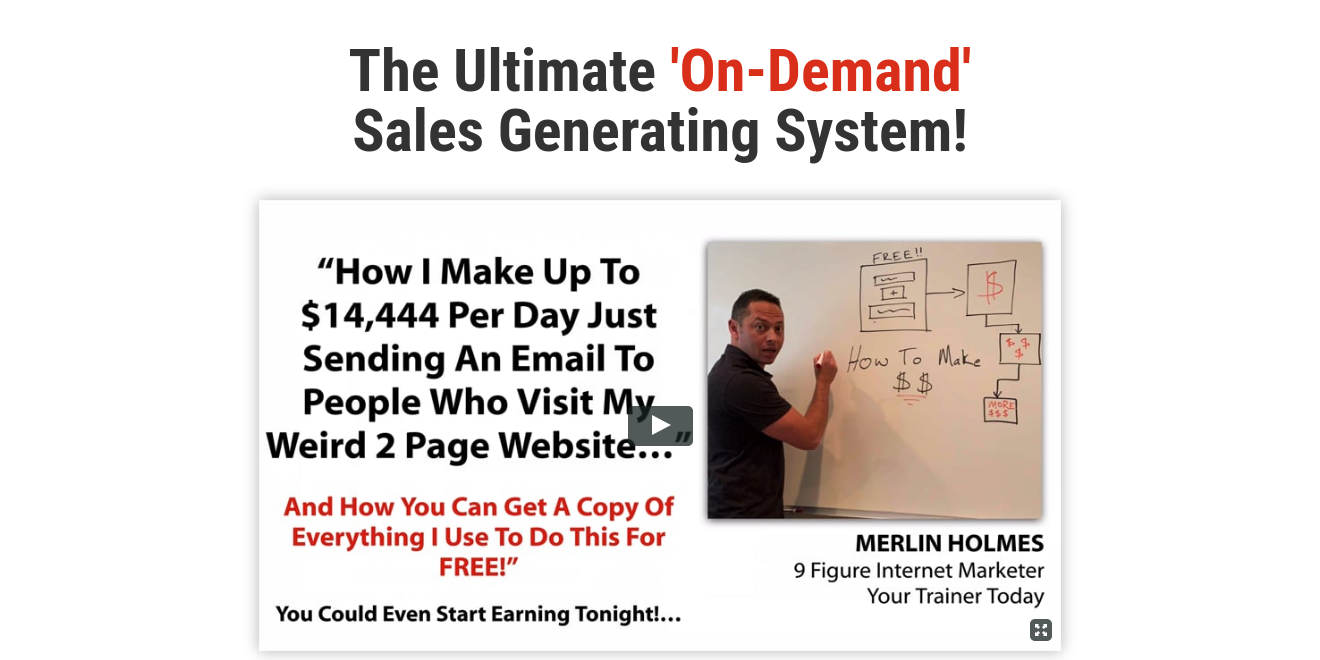 The Ultimate 'On-Demand'
Sales Generating System!
“How I Make Up To
$14,444 Per Day Just
Sending An Email To
People Who Visit My
Weird 2 Page Website…”
And How You Can Get A Copy Of
Everything I Use To Do This For
FREE!”
You Could Even Start Earning Tonight!…
FREE!!
$
$ $
$
How To Make
$ $
MORE
$$$
MERLIN HOLMES
9 Figure Internet Marketer
Your Trainer Today